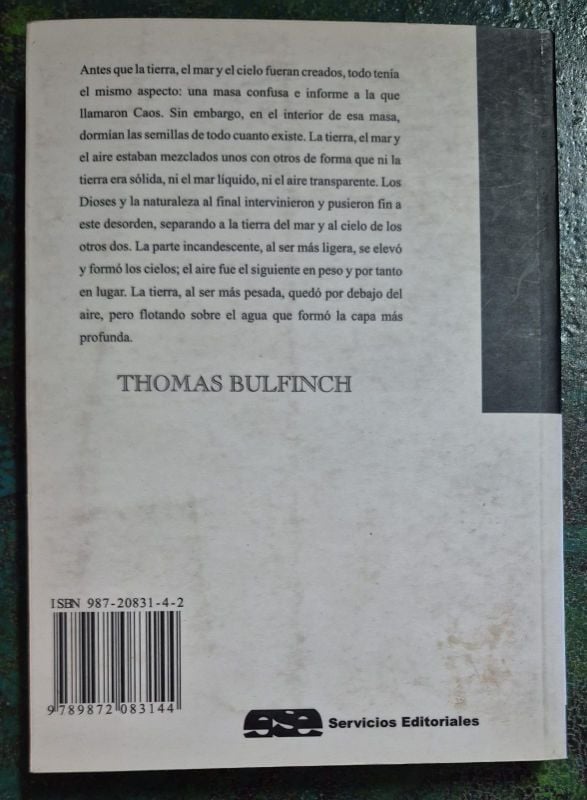 Antes que la tierra, el mar y el cielo fueran creados, todo tenía
el mismo aspecto: una masa confusa e informe a la que
llamaron Caos. Sin embargo, en el interior de esa masa,
dormían las semillas de todo cuanto existe. La tierra, el mar y
el aire estaban mezclados unos con otros de forma que ni la
tierra era sólida, ni el mar líquido, ni el aire transparente. Los
Dioses y la naturaleza al final intervinieron y pusieron fin a
este desorden, separando a la tierra del mar y al cielo de los
otros dos. La parte incandescente, al ser más ligera, se elevó
y formó los cielos; el aire fue el siguiente en peso y por tanto
en lugar. La tierra, al ser más pesada, quedó por debajo del
aire, pero flotando sobre el agua que formó la capa más
profunda.
THOMAS BULFINCH
ISBN 987-20831-4-2
9 789872 083144
ese Servicios Editoriales